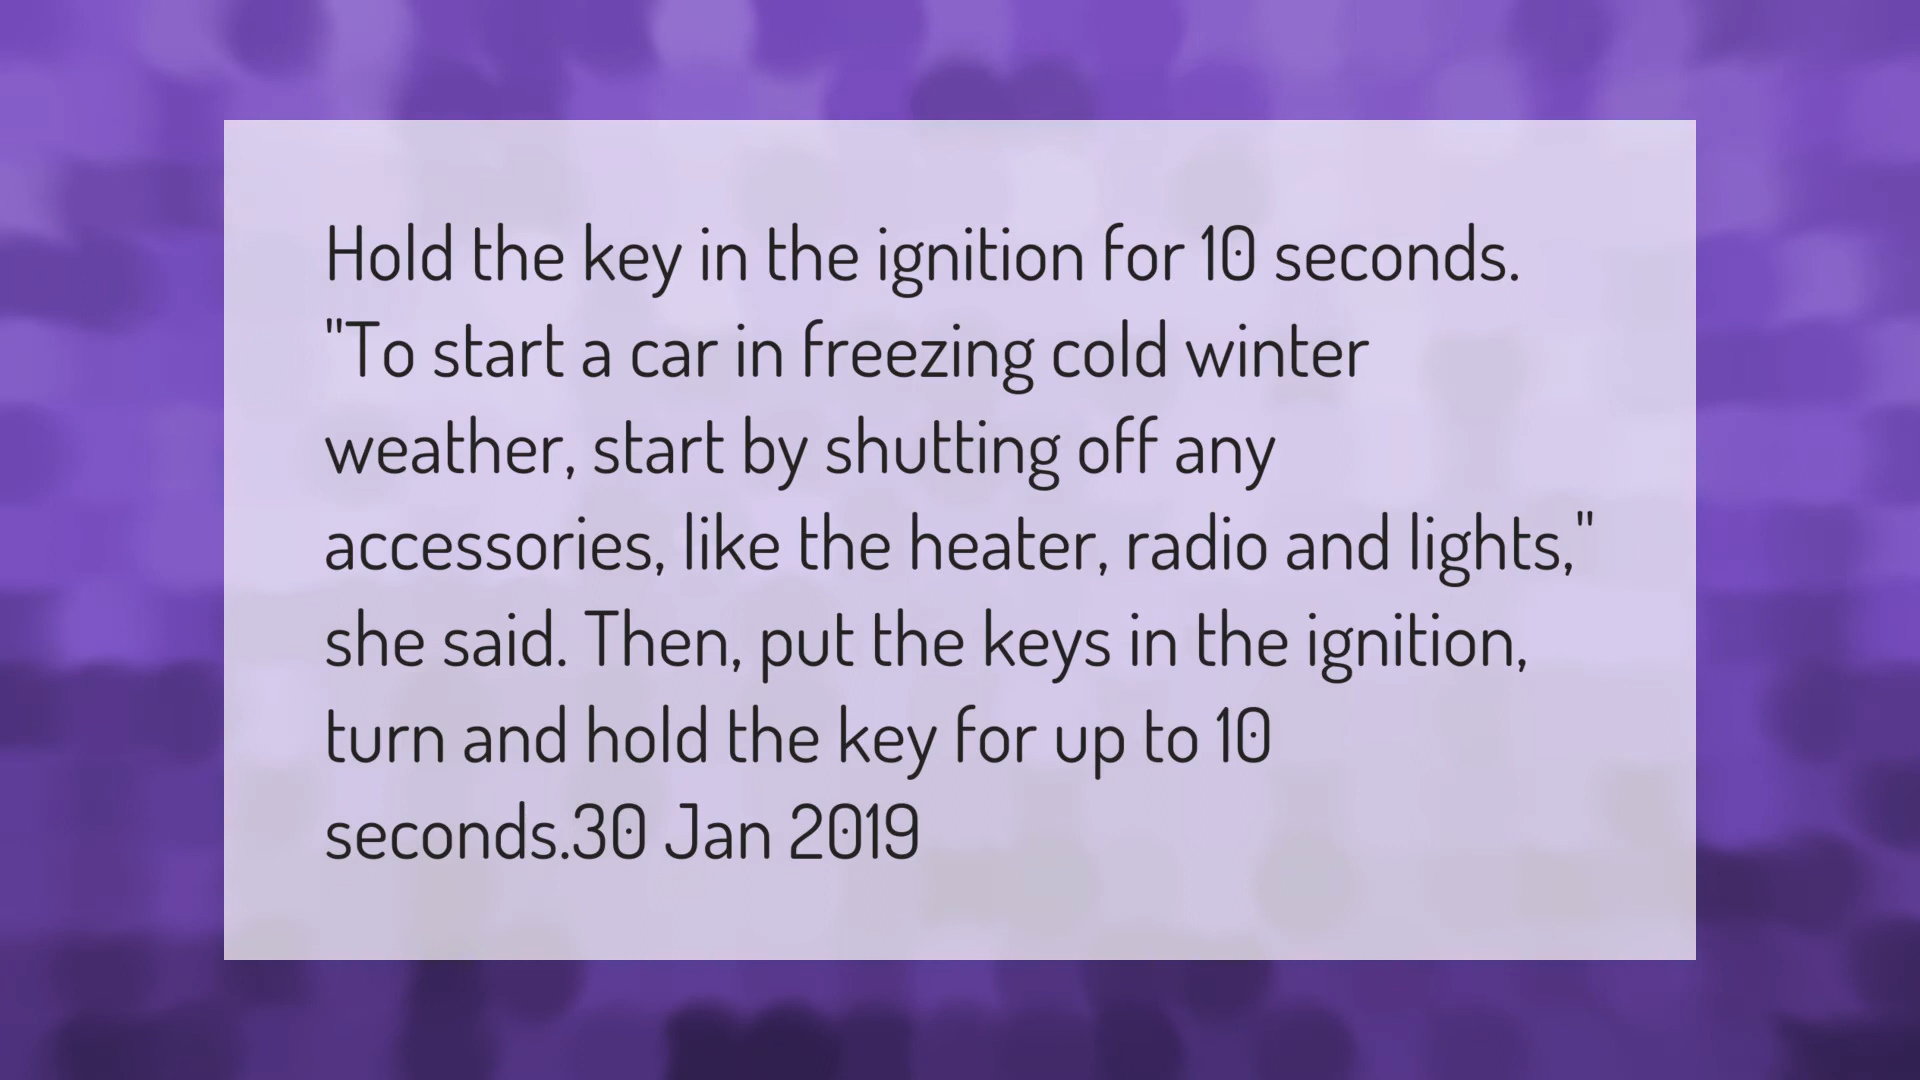 Hold the key in the ignition for 10 seconds.
"To start a car in freezing cold winter
weather, start by shutting off any
accessories, like the heater, radio and lights,"
she said. Then, put the keys in the ignition,
turn and hold the key for up to 10
seconds.30 Jan 2019